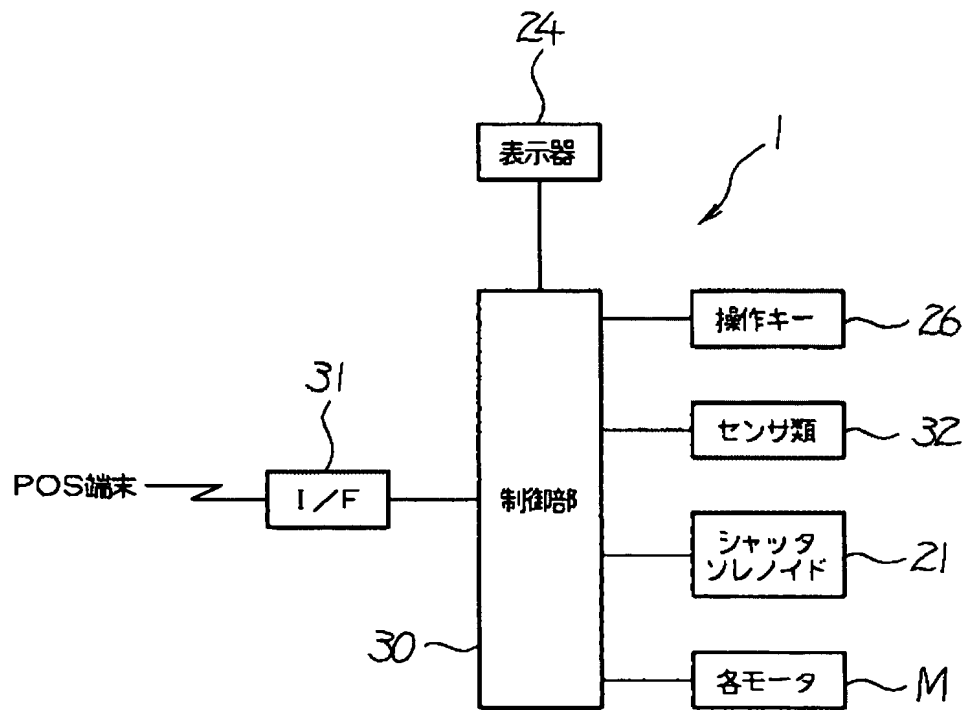 24
表示器
1
操作キー
26
31
センサ類
32
POS端末
I/F
制御部
シャッタ
ソレノイド
21
30
各モータ
M